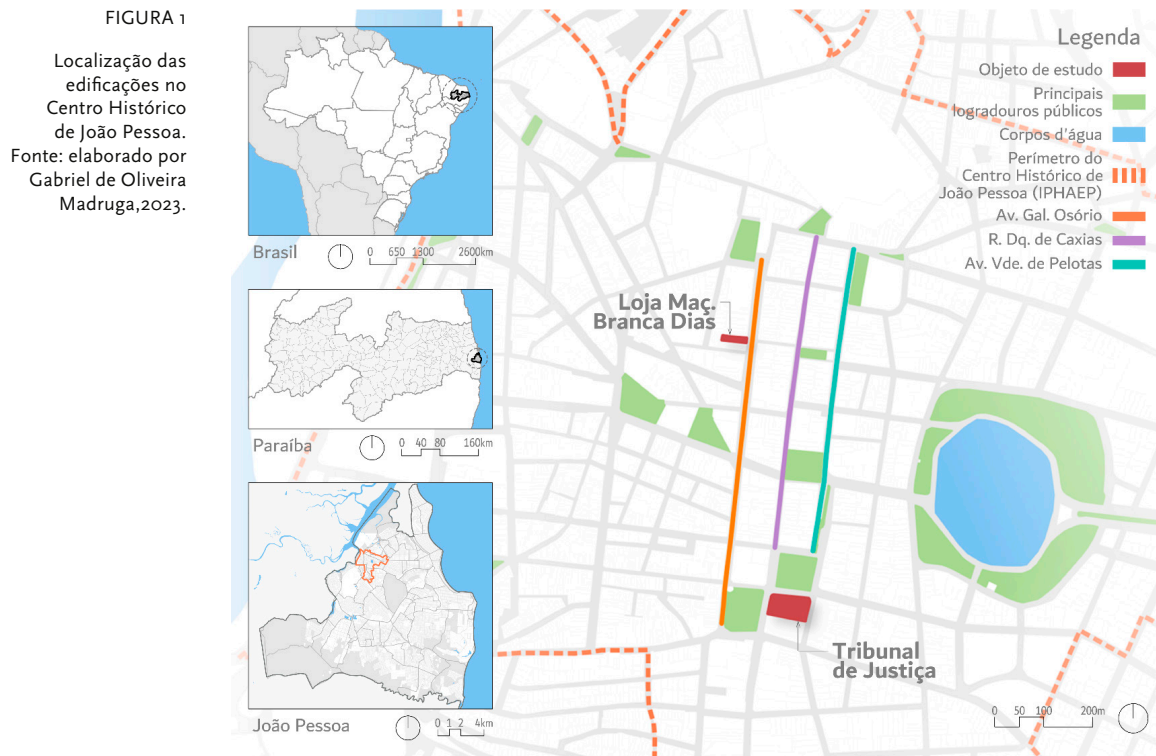 FIGURA 1
Localização das
edificações no
Centro Histórico
de João Pessoa.
Fonte: elaborado por
Gabriel de Oliveira
Madruga,2023.
Brasil
0 650 1300 2600km
Paraíba
0 40 80 160km
João Pessoa
0 1 2 4km
Loja Maç.
Branca Dias
Tribunal
de Justiça
Legenda
Objeto de estudo
Principais
logradouros públicos
Corpos d'água
Perímetro do
Centro Histórico de
João Pessoa (IPHAEP)
Av. Gal. Osório
R. Dq. de Caxias
Av. Vde. de Pelotas
0 50 100 200m